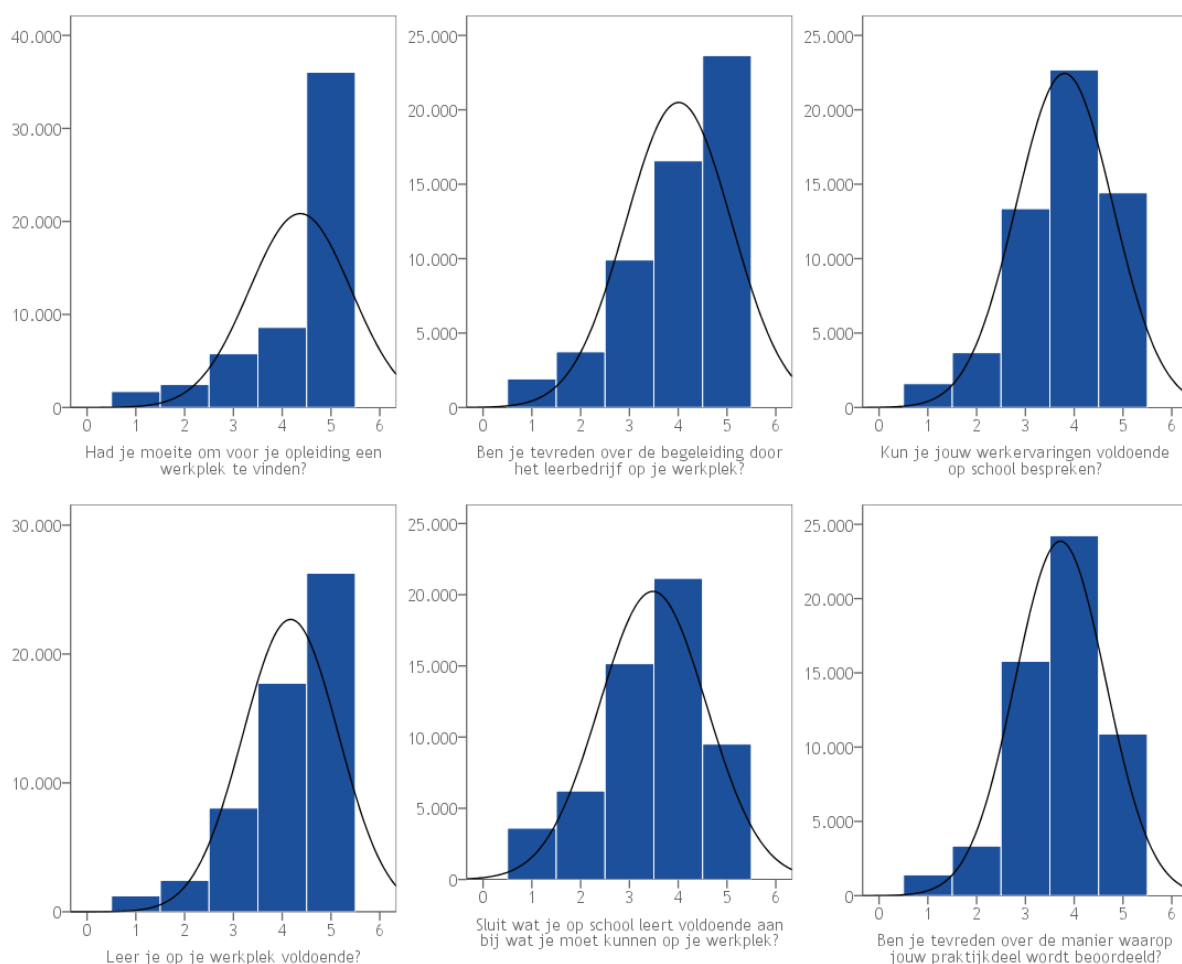 40.000
30.000
20.000
10.000
0
0 1 2 3 4 5 6
Had je moeite om voor je opleiding een
werkplek te vinden?
25.000
20.000
15.000
10.000
5.000
0
0 1 2 3 4 5 6
Ben je tevreden over de begeleiding door
het leerbedrijf op je werkplek?
25.000
20.000
15.000
10.000
5.000
0
0 1 2 3 4 5 6
Kun je jouw werkervaringen voldoende
op school bespreken?
30.000
20.000
10.000
0
0 1 2 3 4 5 6
Leer je op je werkplek voldoende?
25.000
20.000
15.000
10.000
5.000
0
0 1 2 3 4 5 6
Sluit wat je op school leert voldoende aan
bij wat je moet kunnen op je werkplek?
25.000
20.000
15.000
10.000
5.000
0
0 1 2 3 4 5 6
Ben je tevreden over de manier waarop
jouw praktijkdeel wordt beoordeeld?